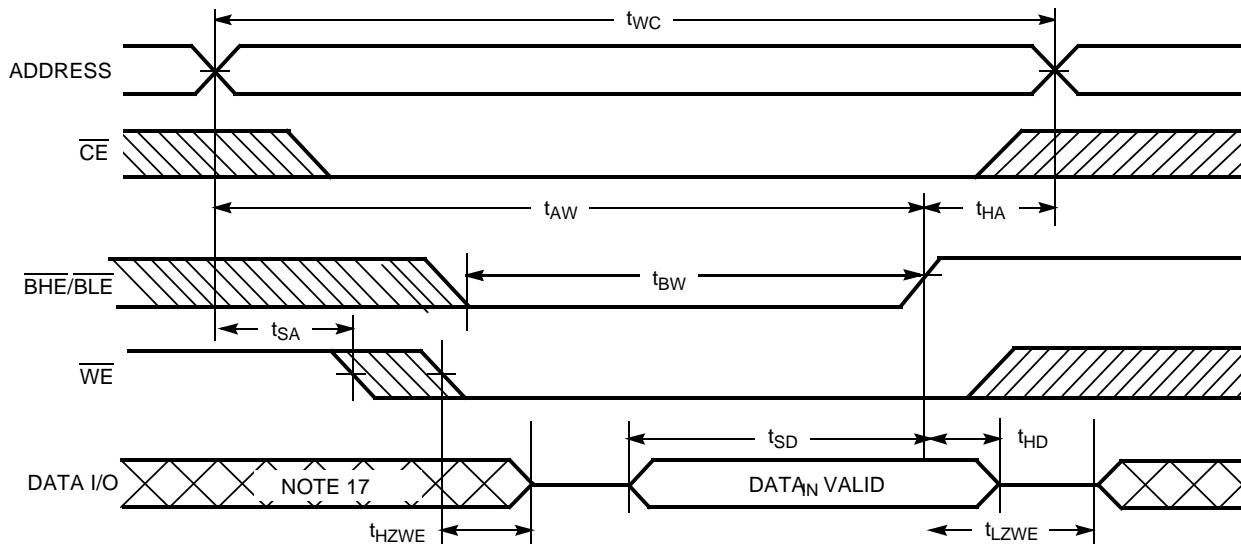 tWC
ADDRESS
CE
tAW
tHA
BHE/BLE
tBW
tSA
WE
tSD
tHD
DATA I/O
NOTE 17
DATAIN VALID
tHZWE
tLZWE